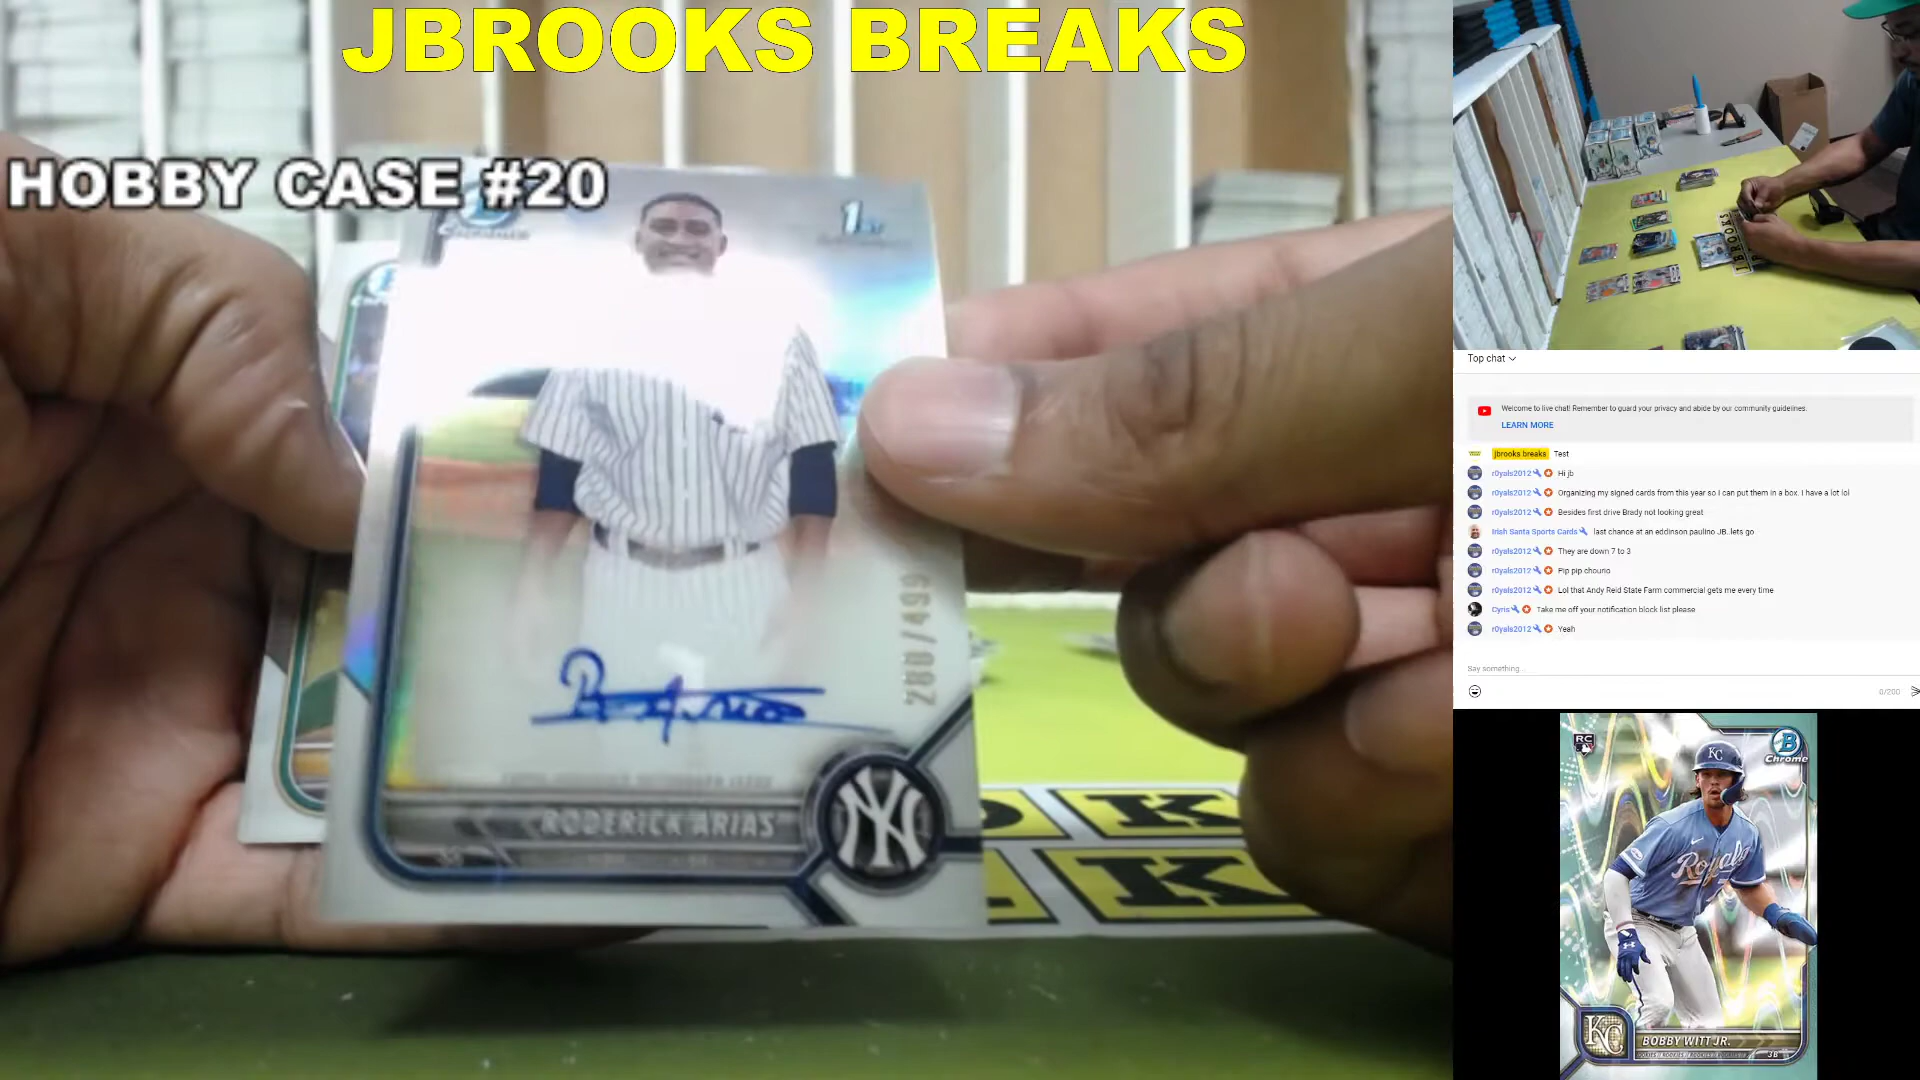 JBROOKS BREAKS
HOBBY CASE #20
1st
280/499
RODERICK ARIAS
NY
JBROOKS
Top chat
Welcome to live chat! Remember to guard your privacy and abide by our community guidelines.
LEARN MORE
jbrooks breaks Test
r0yals2012 Hi jb
r0yals2012 Organizing my signed cards from this year so I can put them in a box. I have a lot lol
r0yals2012 Besides first drive Brady not looking great
Irish Santa Sports Cards last chance at an eddinson paulino JB..lets go
r0yals2012 They are down 7 to 3
r0yals2012 Pip pip chourio
r0yals2012 Lol that Andy Reid State Farm commercial gets me every time
Cyris Take me off your notification block list please
r0yals2012 Yeah
Say something...
0/200
RC
B
Chrome
KC
Royals
KC
BOBBY WITT JR.